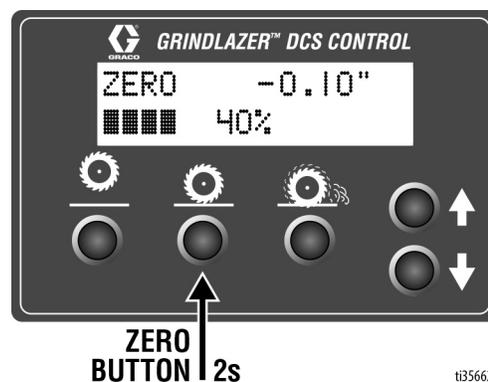 GRACO
GRINDLAZER™ DCS CONTROL
ZERO -0.10"
40%
ZERO
BUTTON 2s